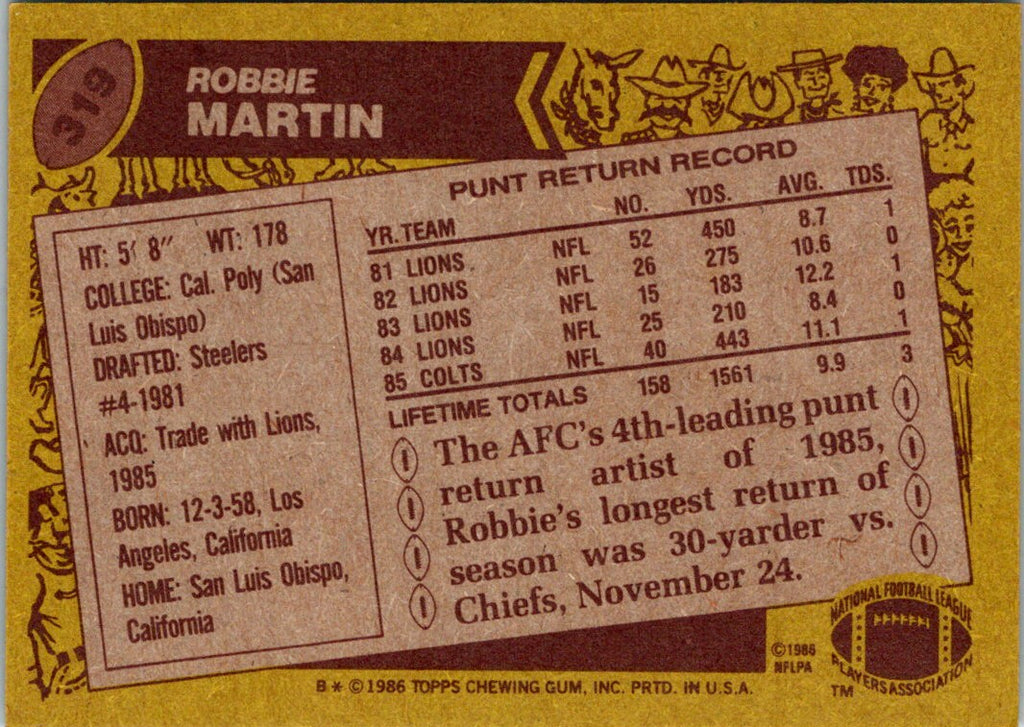 319
ROBBIE
MARTIN
HT: 5' 8" WT: 178
COLLEGE: Cal. Poly (San
Luis Obispo)
DRAFTED: Steelers
#4-1981
ACQ: Trade with Lions,
1985
BORN: 12-3-58, Los
Angeles, California
HOME: San Luis Obispo,
California
PUNT RETURN RECORD
YR. TEAM NO. YDS. AVG. TDS.
81 LIONS NFL 52 450 8.7 1
82 LIONS NFL 26 275 10.6 0
83 LIONS NFL 15 183 12.2 1
84 LIONS NFL 25 210 8.4 0
85 COLTS NFL 40 443 11.1 1
LIFETIME TOTALS 158 1561 9.9 3
The AFC's 4th-leading punt
return artist of 1985,
Robbie's longest return of
season was 30-yarder vs.
Chiefs, November 24.
©1986
NFLPA
NATIONAL FOOTBALL LEAGUE
PLAYERS ASSOCIATION
TM
B * © 1986 TOPPS CHEWING GUM, INC. PRTD. IN U.S.A.